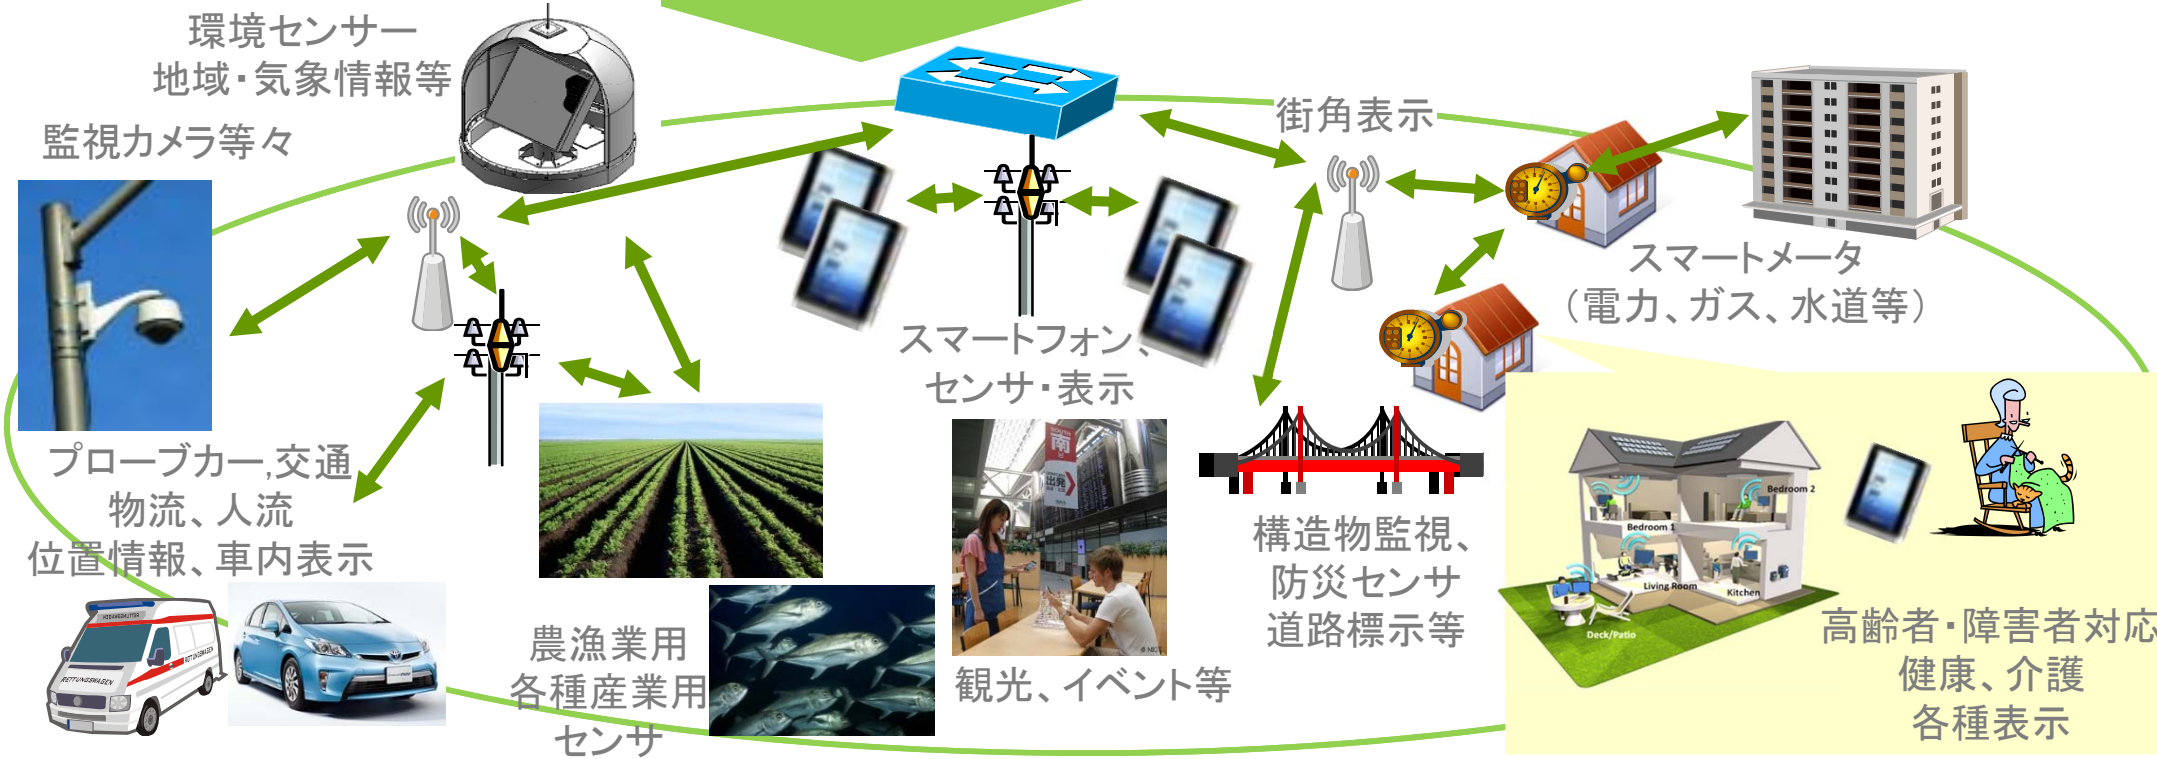 環境センサー
地域・気象情報等
監視カメラ等々
街角表示
スマートメータ
（電力、ガス、水道等）
スマートフォン、
センサ・表示
プローブカー,交通
物流、人流
位置情報、車内表示
農漁業用
各種産業用
センサ
南
出発
観光、イベント等
構造物監視、
防災センサ
道路標示等
Bedroom 2
Bedroom 1
Living Room
Kitchen
Deck/Patio
高齢者・障害者対応
健康、介護
各種表示
RETTUNGSWAGEN
RETTUNGSWAGEN